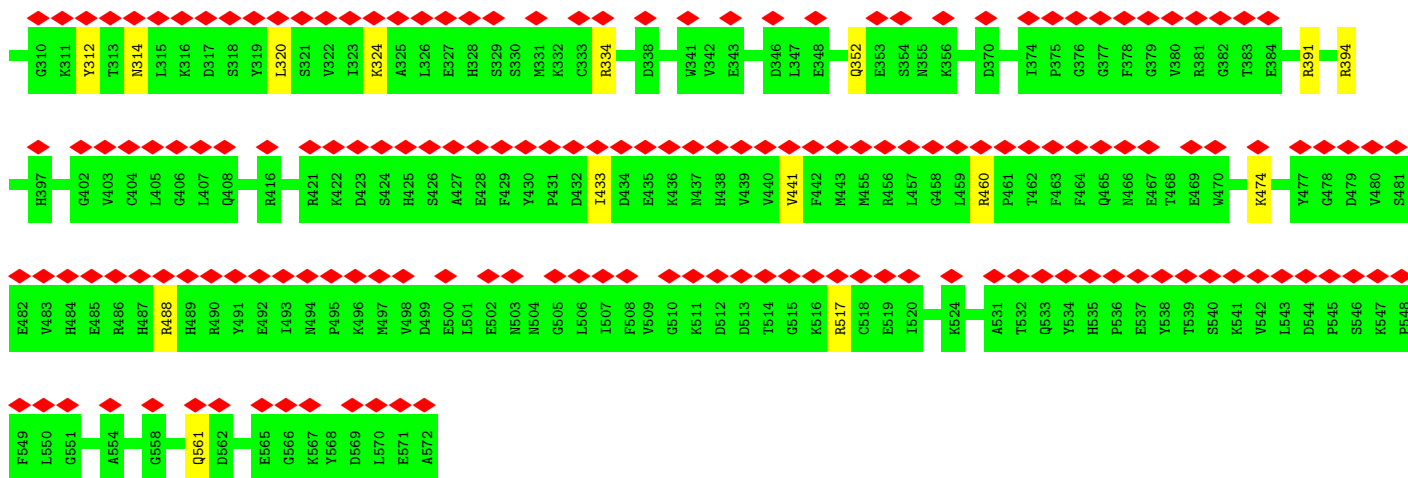 G310 K311 Y312 T313 N314 L315 K316 D317 S318 Y319 L320 S321 V322 I323 K324 A325 L326 E327 H328 S329 S330 M331 K332 C333 R334 D338 W341 V342 E343 D346 L347 E348 Q352 E353 S354 N355 K356 D370 I374 P375 G376 G377 F378 G379 V380 R381 G382 T383 E384 R391 R394
H397 G402 V403 C404 L405 G406 L407 Q408 R416 R421 K422 D423 S424 H425 S426 A427 E428 F429 Y430 P431 D432 I433 D434 E435 K436 N437 H438 V439 V440 V441 F442 M443 M455 R456 L457 G458 L459 R460 P461 T462 F463 F464 Q465 N466 E467 T468 E469 W470 K474 Y477 G478 D479 V480 S481
E482 V483 H484 E485 R486 H487 R488 H489 R490 Y491 E492 T493 N494 P495 K496 M497 V498 D499 E500 L501 E502 N503 N504 G505 L506 I507 F508 V509 G510 K511 D512 D513 T514 G515 K516 R517 C518 E519 I520 K524 A531 T532 Q533 Y534 H535 P536 E537 Y538 T539 S540 K541 V542 L543 D544 P545 S546 K547 P548
F549 L550 G551 A554 G558 Q561 D562 E565 G566 K567 Y568 D569 L570 E571 A572